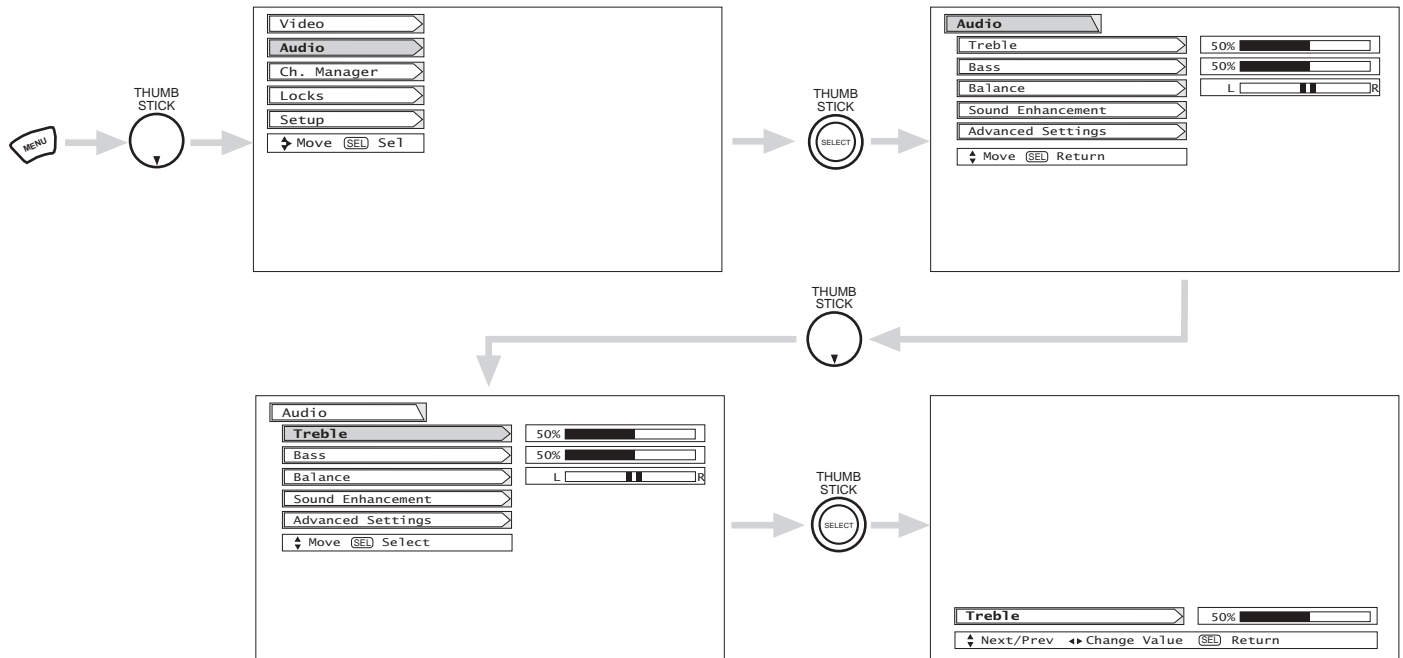 MENU
THUMB
STICK
Video
Audio
Ch. Manager
Locks
Setup
Move SEL Sel
THUMB
STICK
SELECT
Audio
Treble 50%
Bass 50%
Balance L R
Sound Enhancement
Advanced Settings
Move SEL Return
THUMB
STICK
Audio
Treble 50%
Bass 50%
Balance L R
Sound Enhancement
Advanced Settings
Move SEL Select
THUMB
STICK
SELECT
Treble 50%
Next/Prev Change Value SEL Return